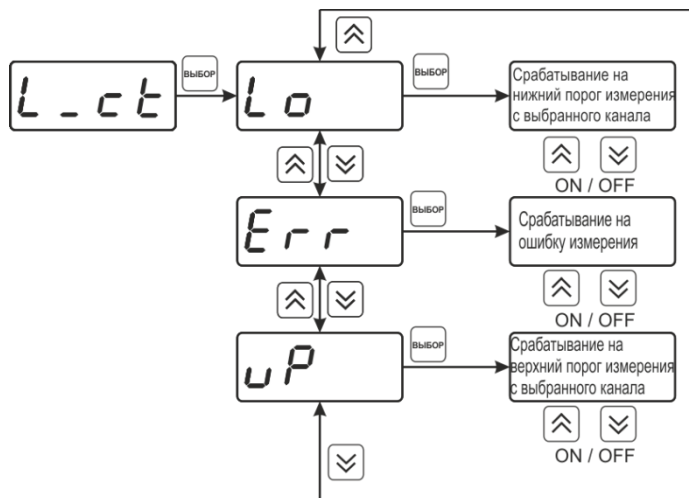 L_ct
ВЫБОР
Lo
ВЫБОР
Срабатывание на
нижний порог измерения
с выбранного канала
ON / OFF
Err
ВЫБОР
Срабатывание на
ошибку измерения
ON / OFF
uP
ВЫБОР
Срабатывание на
верхний порог измерения
с выбранного канала
ON / OFF